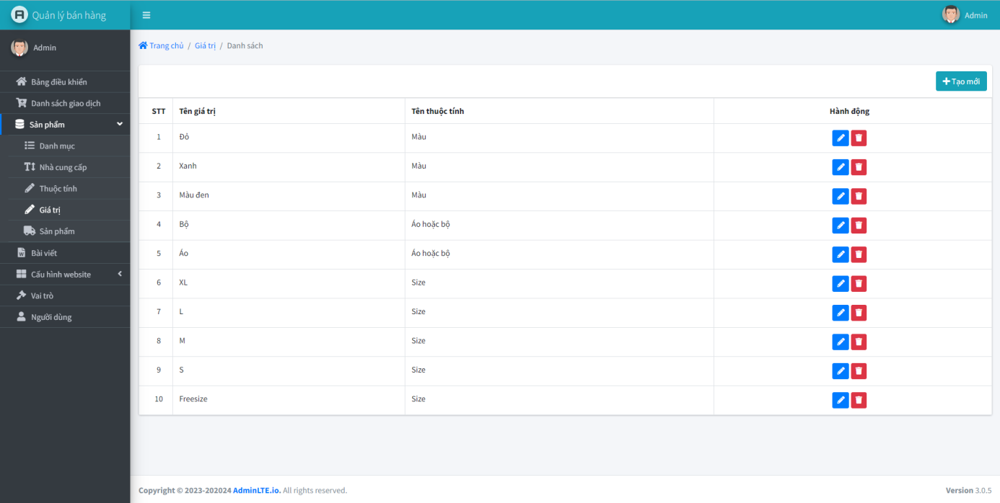 Quản lý bán hàng
Admin
Admin
Bảng điều khiển
Danh sách giao dịch
Sản phẩm
Danh mục
Nhà cung cấp
Thuộc tính
Giá trị
Sản phẩm
Bài viết
Cấu hình website
Vai trò
Người dùng
Trang chủ / Giá trị / Danh sách
Tạo mới
STT Tên giá trị Tên thuộc tính Hành động
1 Đỏ Màu
2 Xanh Màu
3 Màu đen Màu
4 Bộ Áo hoặc bộ
5 Áo Áo hoặc bộ
6 XL Size
7 L Size
8 M Size
9 S Size
10 Freesize Size
Copyright © 2023-202024 AdminLTE.io. All rights reserved. Version 3.0.5